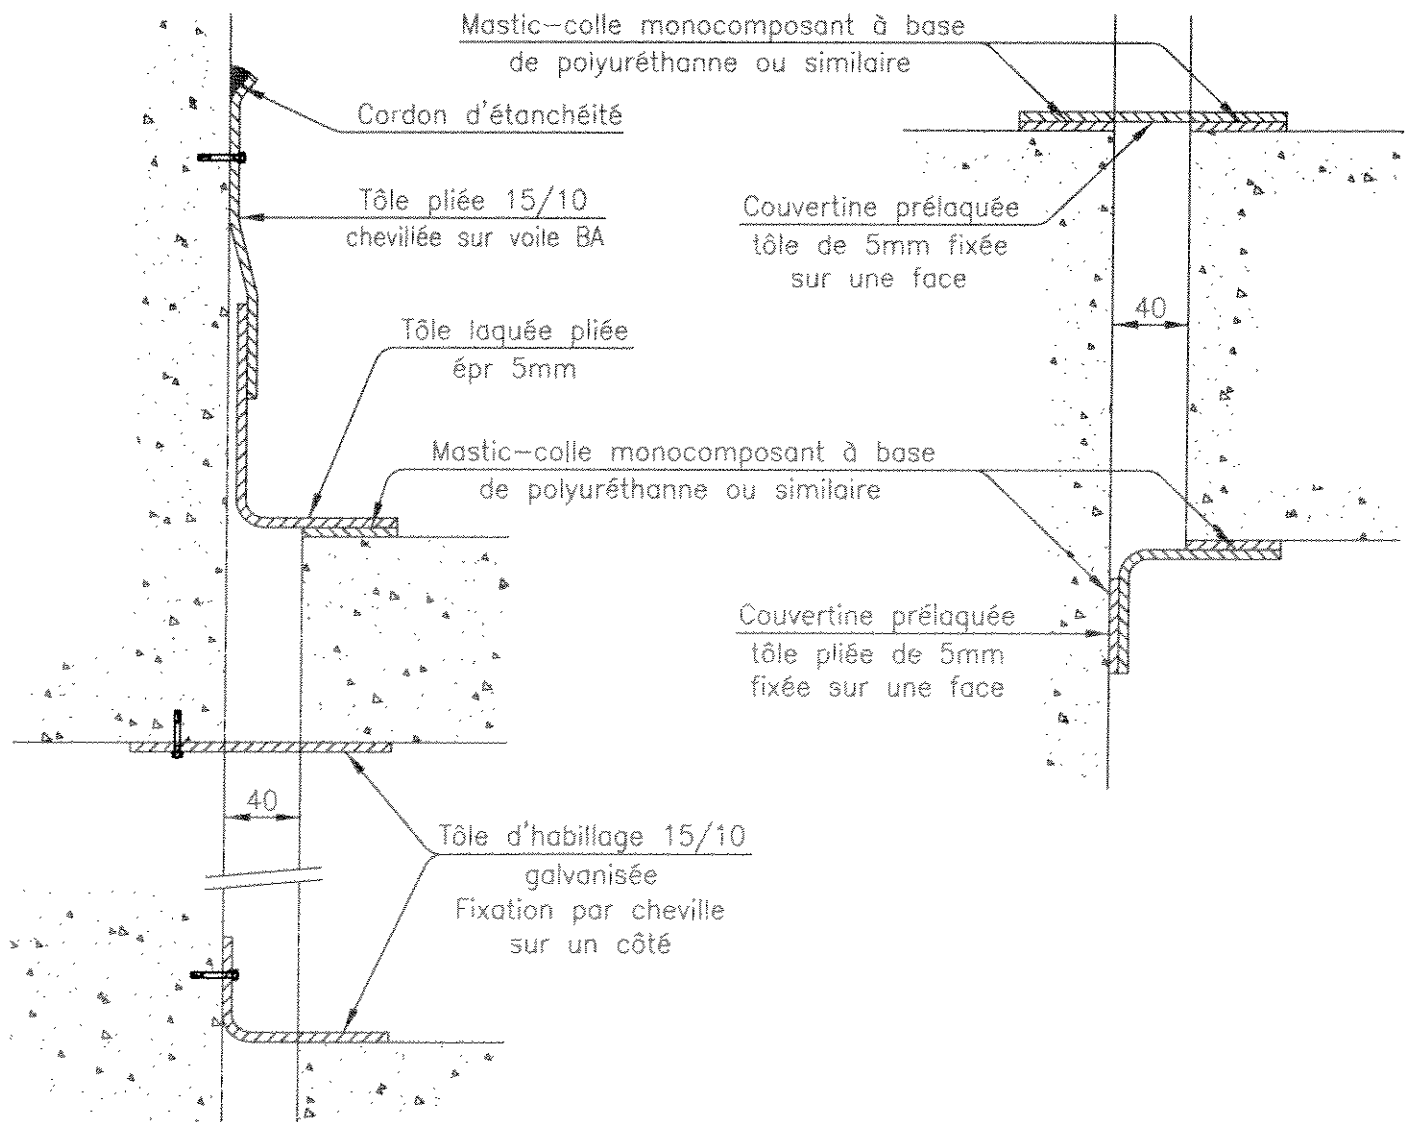 Mastic-colle monocomposant à base
de polyuréthanne ou similaire
Cordon d'étanchéité
Tôle pliée 15/10
chevillée sur voile BA
Couvertine prélaquée
tôle de 5mm fixée
sur une face
40
Tôle laquée pliée
épr 5mm
Mastic-colle monocomposant à base
de polyuréthanne ou similaire
Couvertine prélaquée
tôle pliée de 5mm
fixée sur une face
40
Tôle d'habillage 15/10
galvanisée
Fixation par cheville
sur un côté